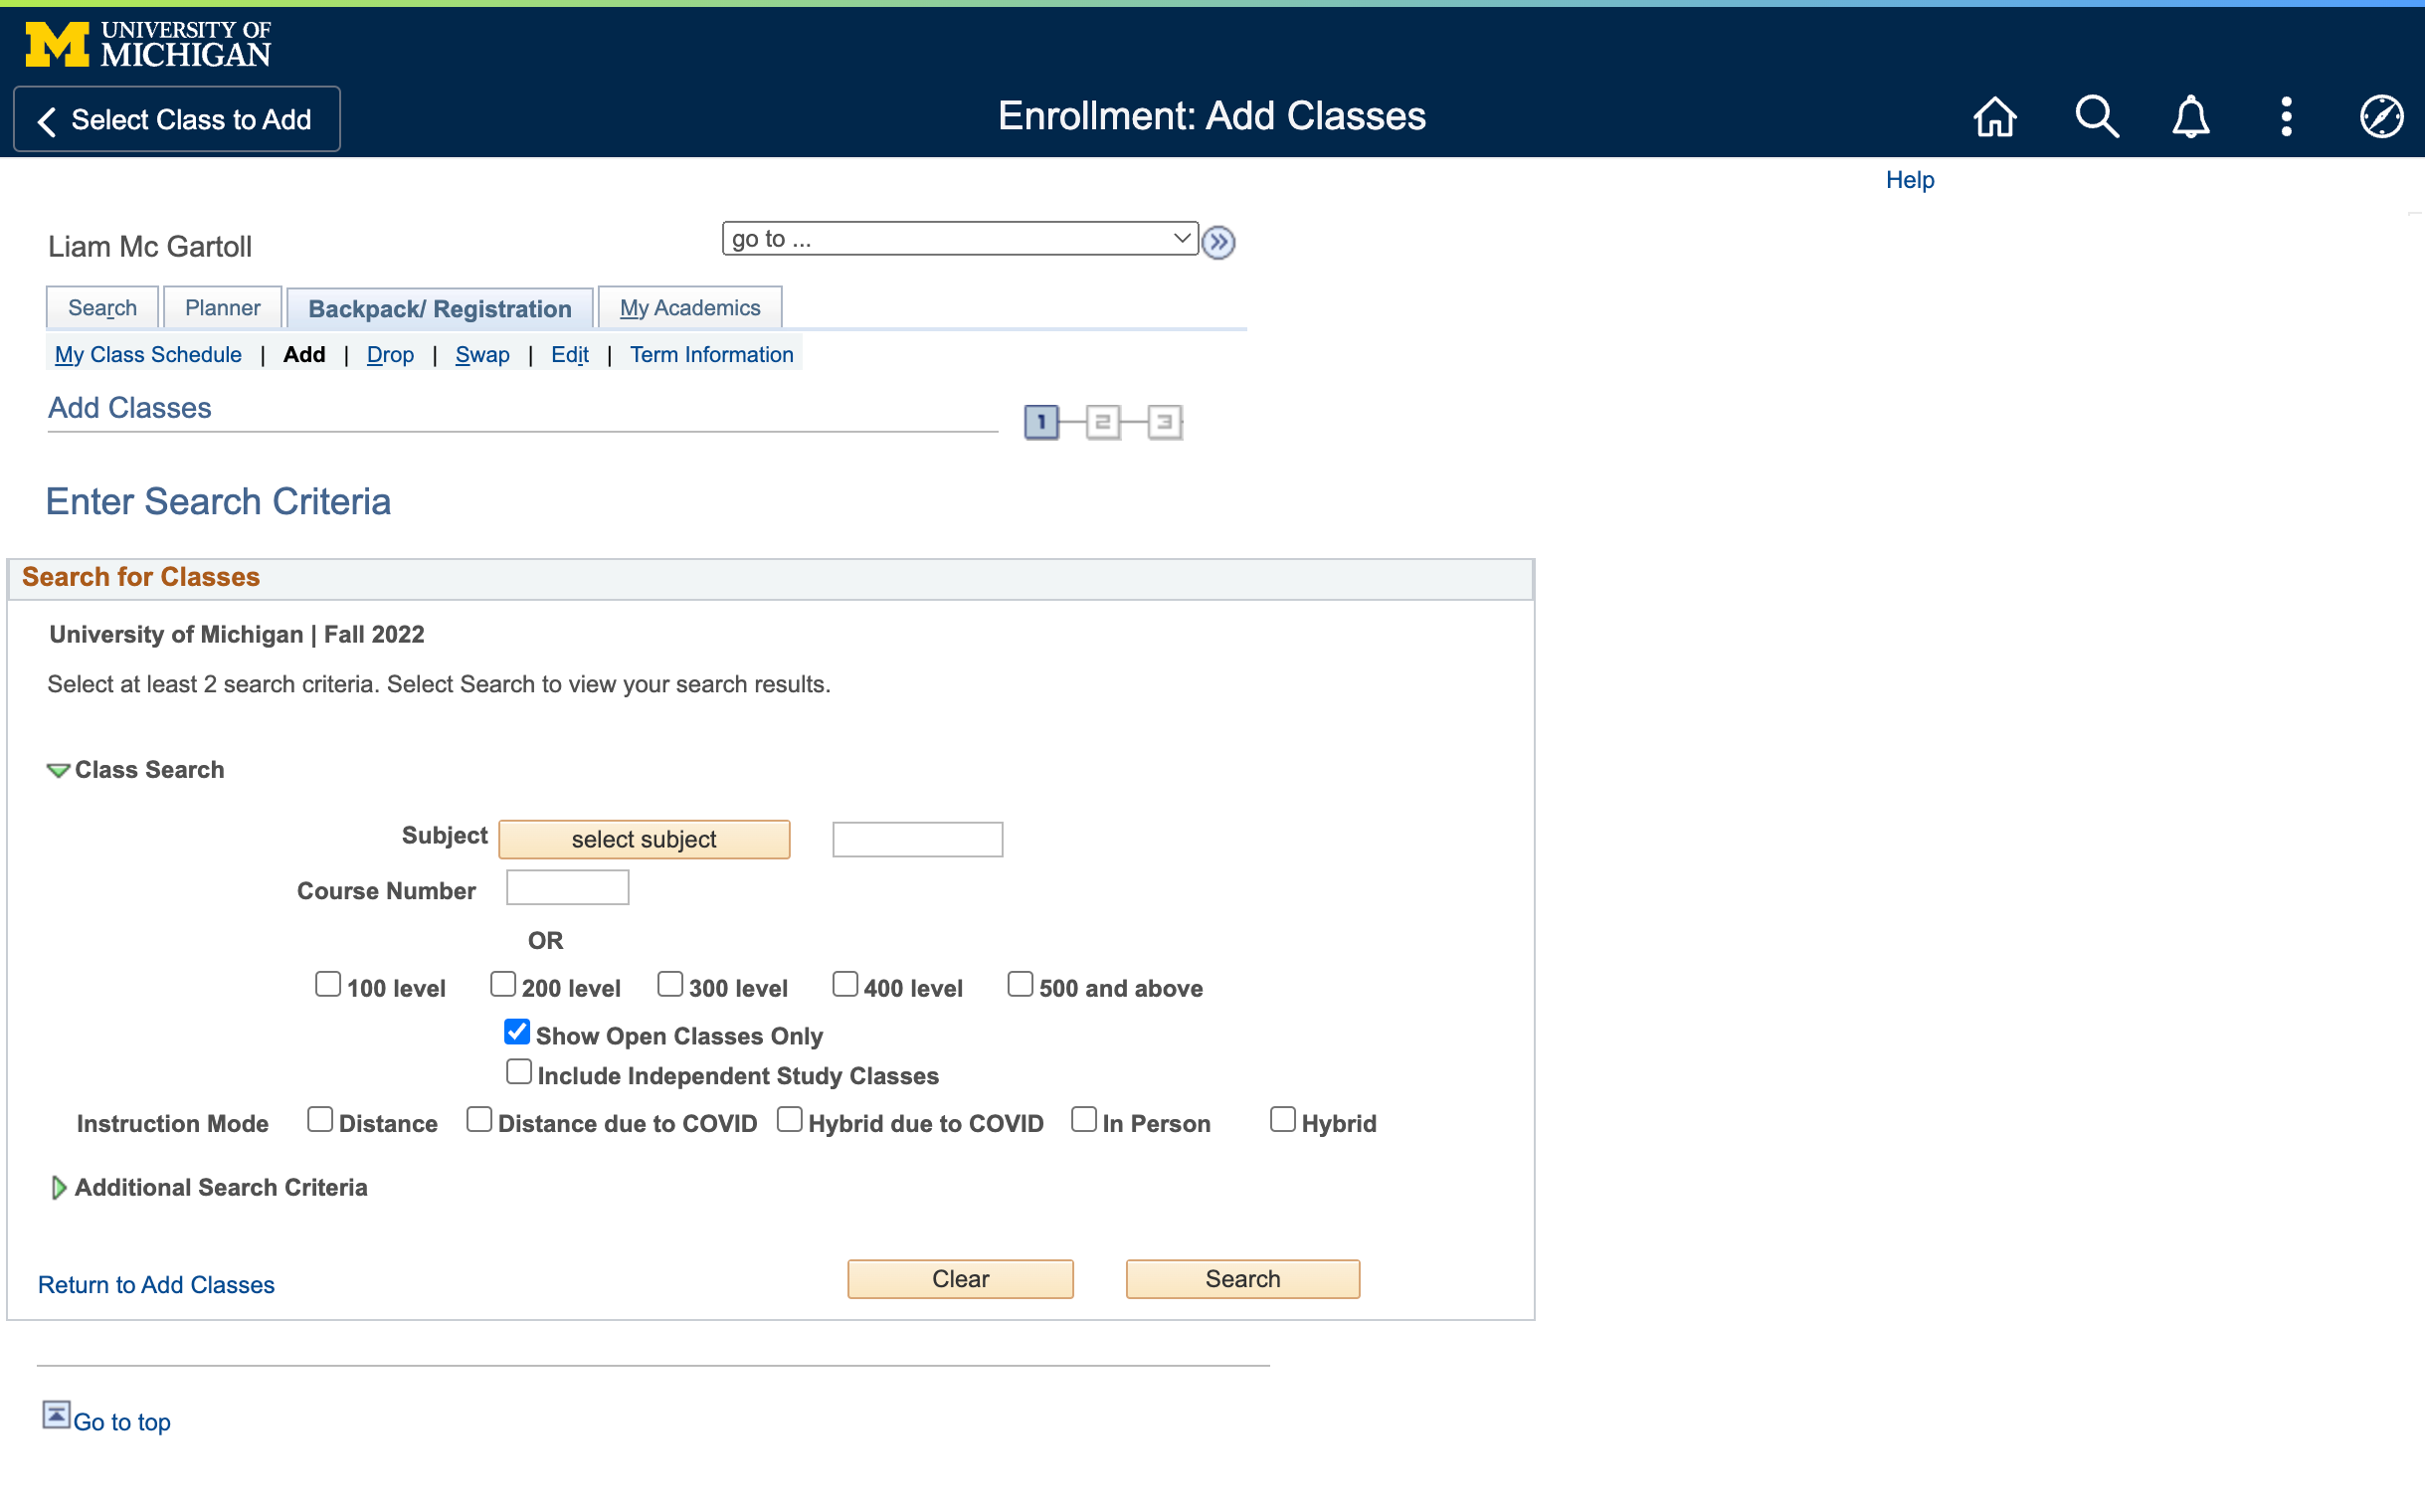 M UNIVERSITY OF
MICHIGAN
Select Class to Add
Enrollment: Add Classes
Help
Liam Mc Gartoll
go to ...
Search Planner Backpack/ Registration My Academics
My Class Schedule | Add | Drop | Swap | Edit | Term Information
Add Classes
1 2 3
Enter Search Criteria
Search for Classes
University of Michigan | Fall 2022
Select at least 2 search criteria. Select Search to view your search results.
Class Search
Subject select subject
Course Number
OR
100 level 200 level 300 level 400 level 500 and above
Show Open Classes Only
Include Independent Study Classes
Instruction Mode Distance Distance due to COVID Hybrid due to COVID In Person Hybrid
Additional Search Criteria
Return to Add Classes Clear Search
Go to top